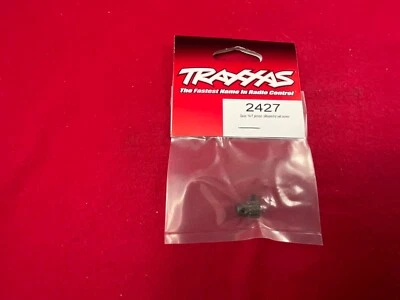 TRAXXAS
The Fastest Name in Radio Control
2427